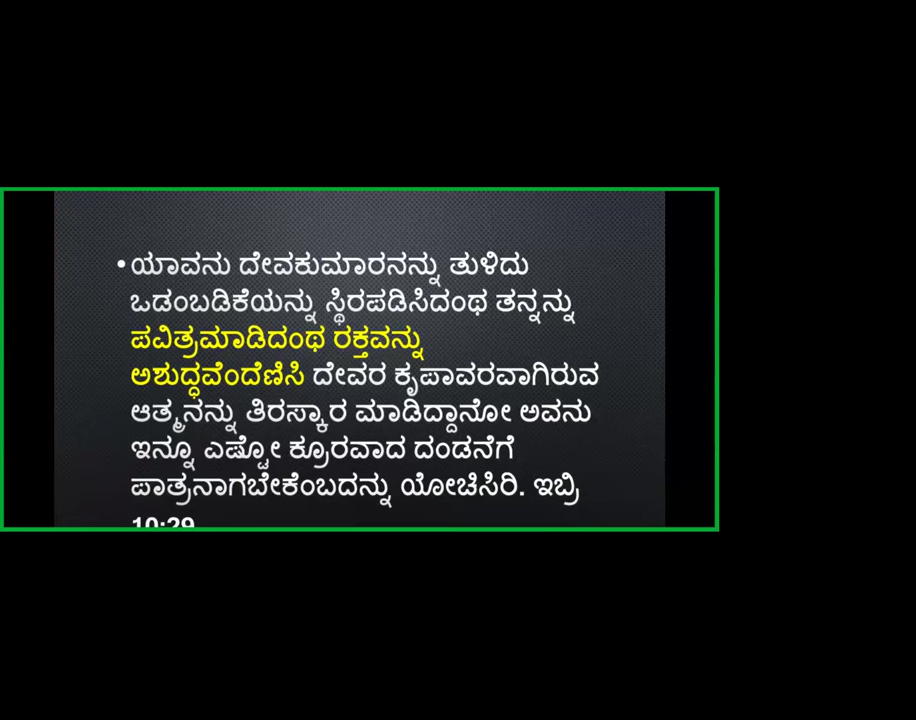 • ಯಾವನು ದೇವಕುಮಾರನನ್ನು ತುಳಿದು
ಒಡಂಬಡಿಕೆಯನ್ನು ಸ್ಥಿರಪಡಿಸಿದಂಥ ತನ್ನನ್ನು
ಪವಿತ್ರಮಾಡಿದಂಥ ರಕ್ತವನ್ನು
ಅಶುದ್ಧವೆಂದೆಣಿಸಿ ದೇವರ ಕೃಪಾವರವಾಗಿರುವ
ಆತ್ಮನನ್ನು ತಿರಸ್ಕಾರ ಮಾಡಿದ್ದಾನೋ ಅವನು
ಇನ್ನೂ ಎಷ್ಟೋ ಕ್ರೂರವಾದ ದಂಡನೆಗೆ
ಪಾತ್ರನಾಗಬೇಕೆಂಬದನ್ನು ಯೋಚಿಸಿರಿ. ಇಬ್ರಿ
10:29